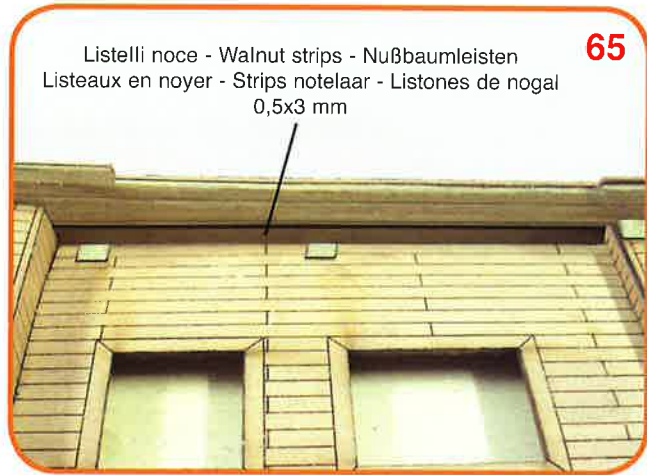 65
Listelli noce - Walnut strips - Nußbaumleisten
Listeaux en noyer - Strips notelaar - Listones de nogal
0,5x3 mm